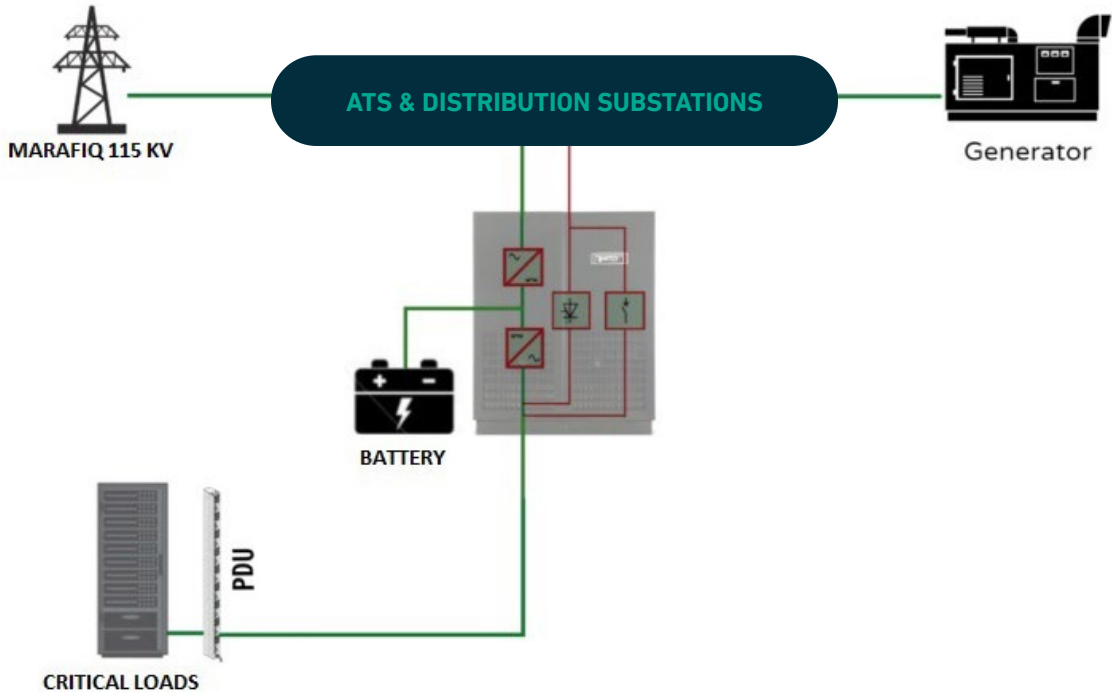 ATS & DISTRIBUTION SUBSTATIONS
MARAFIQ 115 KV
Generator
BATTERY
PDU
CRITICAL LOADS